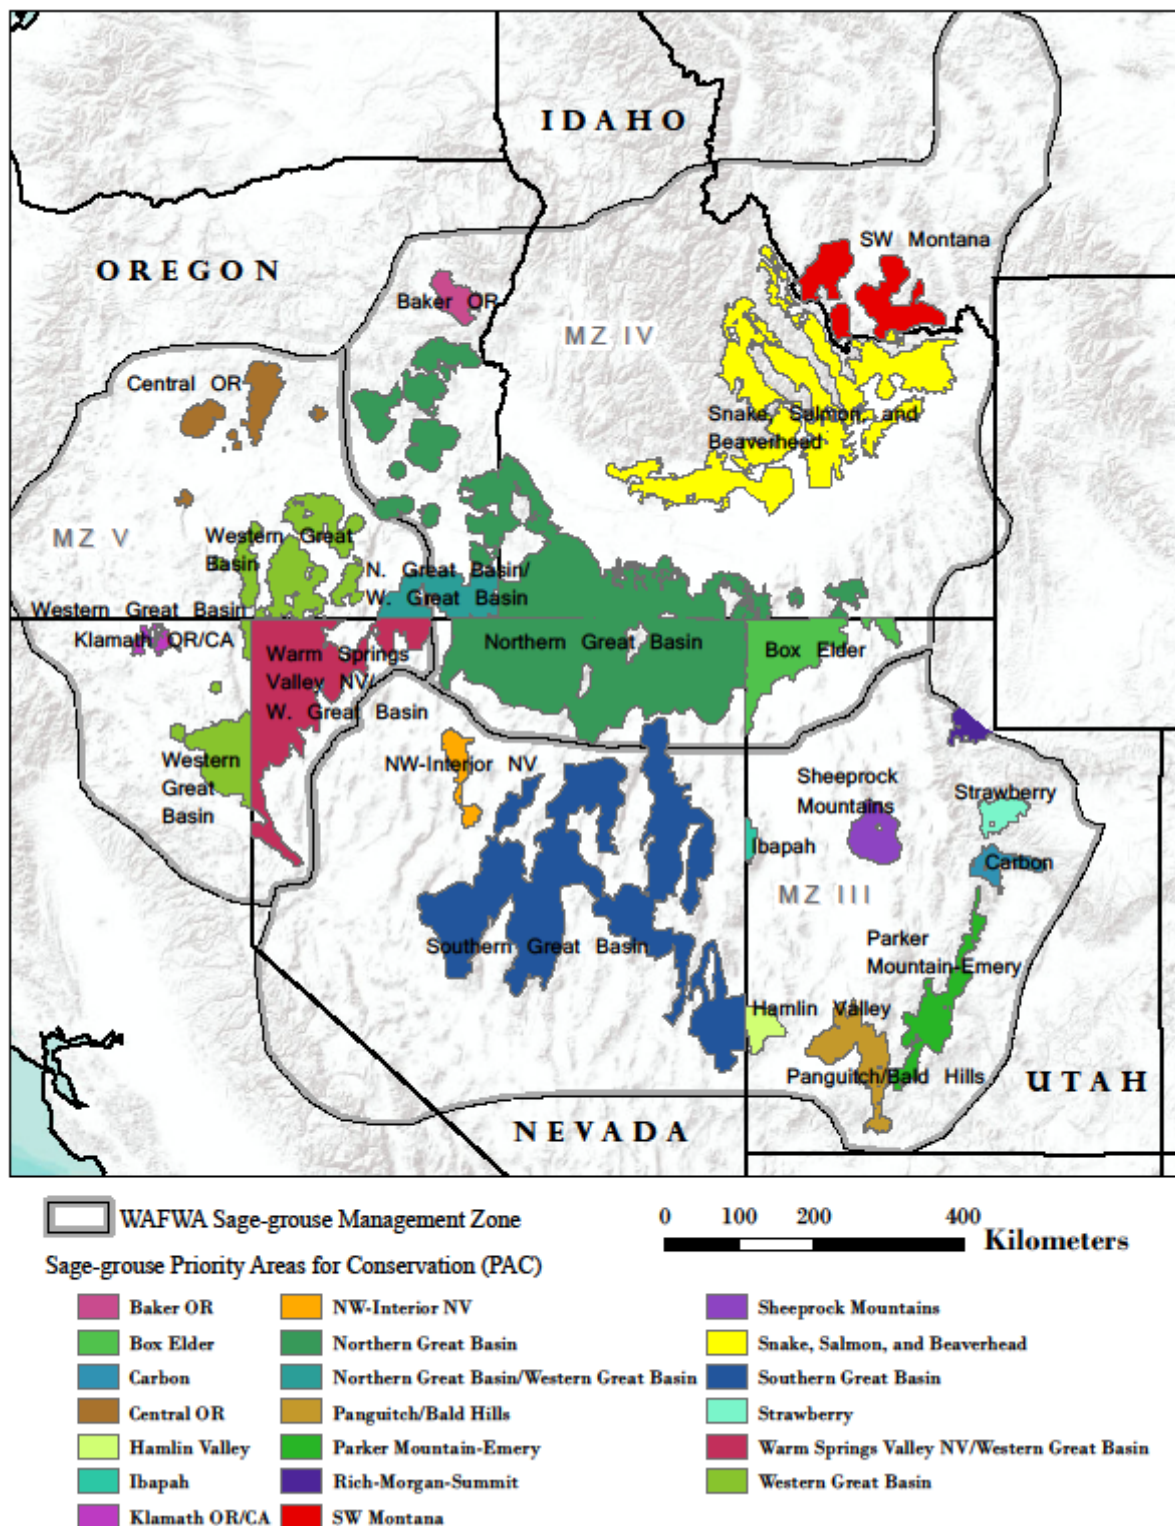 IDAHO
SW Montana
OREGON
Baker OR
MZ IV
Central OR
Snake, Salmon, and
Beaverhead
MZ V
Western Great
Basin
N. Great Basin/
W. Great Basin
Western Great Basin
Klamath OR/CA
Northern Great Basin
Box Elder
Warm Springs
Valley NV/
W. Great Basin
NW-Interior NV
Western
Great
Basin
Sheeprock
Mountains
Strawberry
Ibapah
Carbon
MZ III
Southern Great Basin
Parker
Mountain-Emery
Hamlin Valley
Panguitch/Bald Hills
UTAH
NEVADA
WAFWA Sage-grouse Management Zone
0 100 200 400
Kilometers
Sage-grouse Priority Areas for Conservation (PAC)
Baker OR
Box Elder
Carbon
Central OR
Hamlin Valley
Ibapah
Klamath OR/CA
NW-Interior NV
Northern Great Basin
Northern Great Basin/Western Great Basin
Panguitch/Bald Hills
Parker Mountain-Emery
Rich-Morgan-Summit
SW Montana
Sheeprock Mountains
Snake, Salmon, and Beaverhead
Southern Great Basin
Strawberry
Warm Springs Valley NV/Western Great Basin
Western Great Basin